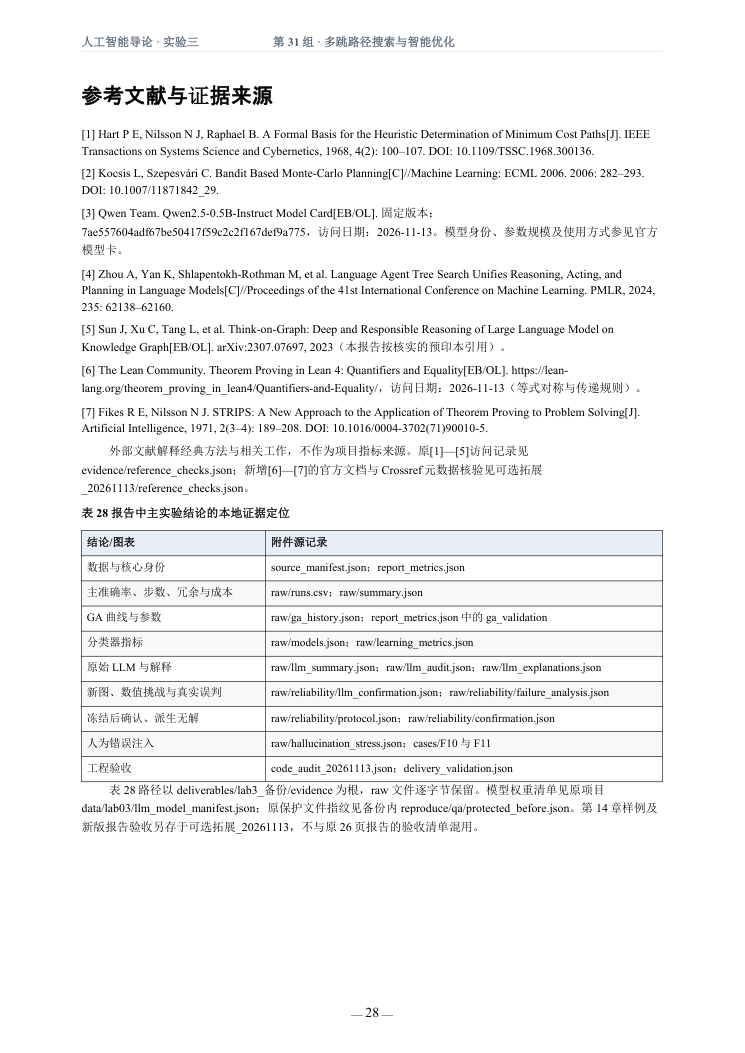 人工智能导论 · 实验三 第 31 组 · 多跳路径搜索与智能优化
参考文献与证据来源
[1] Hart P E, Nilsson N J, Raphael B. A Formal Basis for the Heuristic Determination of Minimum Cost Paths[J]. IEEE
Transactions on Systems Science and Cybernetics, 1968, 4(2): 100–107. DOI: 10.1109/TSSC.1968.300136.
[2] Kocsis L, Szepesvári C. Bandit Based Monte-Carlo Planning[C]//Machine Learning: ECML 2006. 2006: 282–293.
DOI: 10.1007/11871842_29.
[3] Qwen Team. Qwen2.5-0.5B-Instruct Model Card[EB/OL]. 固定版本：
7ae557604adf67be50417f59c2c2f167def9a775，访问日期：2026-11-13。模型身份、参数规模及使用方式参见官方
模型卡。
[4] Zhou A, Yan K, Shlapentokh-Rothman M, et al. Language Agent Tree Search Unifies Reasoning, Acting, and
Planning in Language Models[C]//Proceedings of the 41st International Conference on Machine Learning. PMLR, 2024,
235: 62138–62160.
[5] Sun J, Xu C, Tang L, et al. Think-on-Graph: Deep and Responsible Reasoning of Large Language Model on
Knowledge Graph[EB/OL]. arXiv:2307.07697, 2023（本报告按核实的预印本引用）。
[6] The Lean Community. Theorem Proving in Lean 4: Quantifiers and Equality[EB/OL]. https://lean-
lang.org/theorem_proving_in_lean4/Quantifiers-and-Equality/，访问日期：2026-11-13（等式对称与传递规则）。
[7] Fikes R E, Nilsson N J. STRIPS: A New Approach to the Application of Theorem Proving to Problem Solving[J].
Artificial Intelligence, 1971, 2(3–4): 189–208. DOI: 10.1016/0004-3702(71)90010-5.
外部文献解释经典方法与相关工作，不作为项目指标来源。原[1]—[5]访问记录见
evidence/reference_checks.json；新增[6]—[7]的官方文档与 Crossref 元数据核验见可选拓展
_20261113/reference_checks.json。
表 28 报告中主实验结论的本地证据定位
结论/图表 附件源记录
数据与核心身份 source_manifest.json；report_metrics.json
主准确率、步数、冗余与成本 raw/runs.csv；raw/summary.json
GA 曲线与参数 raw/ga_history.json；report_metrics.json 中的 ga_validation
分类器指标 raw/models.json；raw/learning_metrics.json
原始 LLM 与解释 raw/llm_summary.json；raw/llm_audit.json；raw/llm_explanations.json
新图、数值挑战与真实误判 raw/reliability/llm_confirmation.json；raw/reliability/failure_analysis.json
冻结后确认、派生无解 raw/reliability/protocol.json；raw/reliability/confirmation.json
人为错误注入 raw/hallucination_stress.json；cases/F10 与 F11
工程验收 code_audit_20261113.json；delivery_validation.json
表 28 路径以 deliverables/lab3_备份/evidence 为根，raw 文件逐字节保留。模型权重清单见原项目
data/lab03/llm_model_manifest.json；原保护文件指纹见备份内 reproduce/qa/protected_before.json。第 14 章样例及
新版报告验收另存于可选拓展_20261113，不与原 26 页报告的验收清单混用。
— 28 —